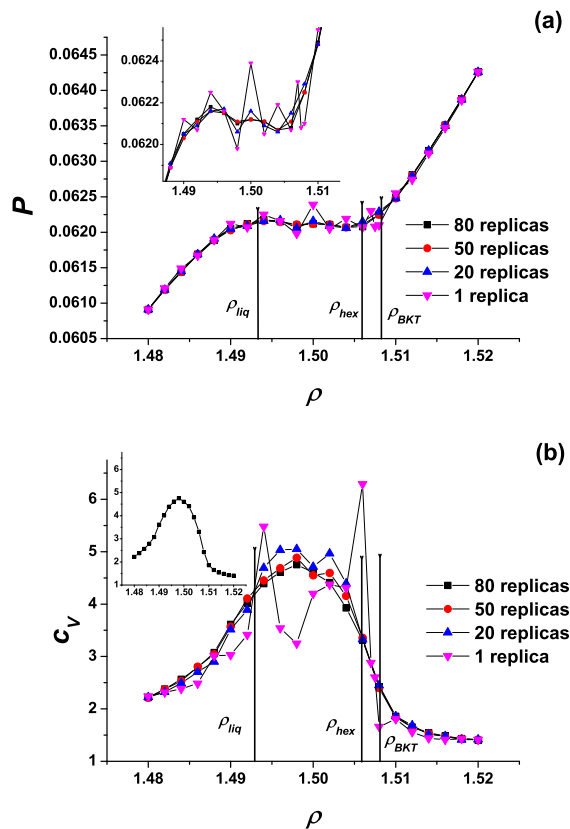 (a)
0.0624
0.0622
0.0620
1.49
1.50
1.51
0.0645
0.0640
0.0635
0.0630
0.0625
0.0620
0.0615
0.0610
0.0605
P
80 replicas
50 replicas
20 replicas
1 replica
ρliq
ρhex
ρBKT
1.48
1.49
1.50
1.51
1.52
ρ
(b)
5
4
3
2
1
1.48
1.49
1.50
1.51
1.52
6
5
4
3
2
1
cV
80 replicas
50 replicas
20 replicas
1 replica
ρliq
ρhex
ρBKT
1.48
1.49
1.50
1.51
1.52
ρ